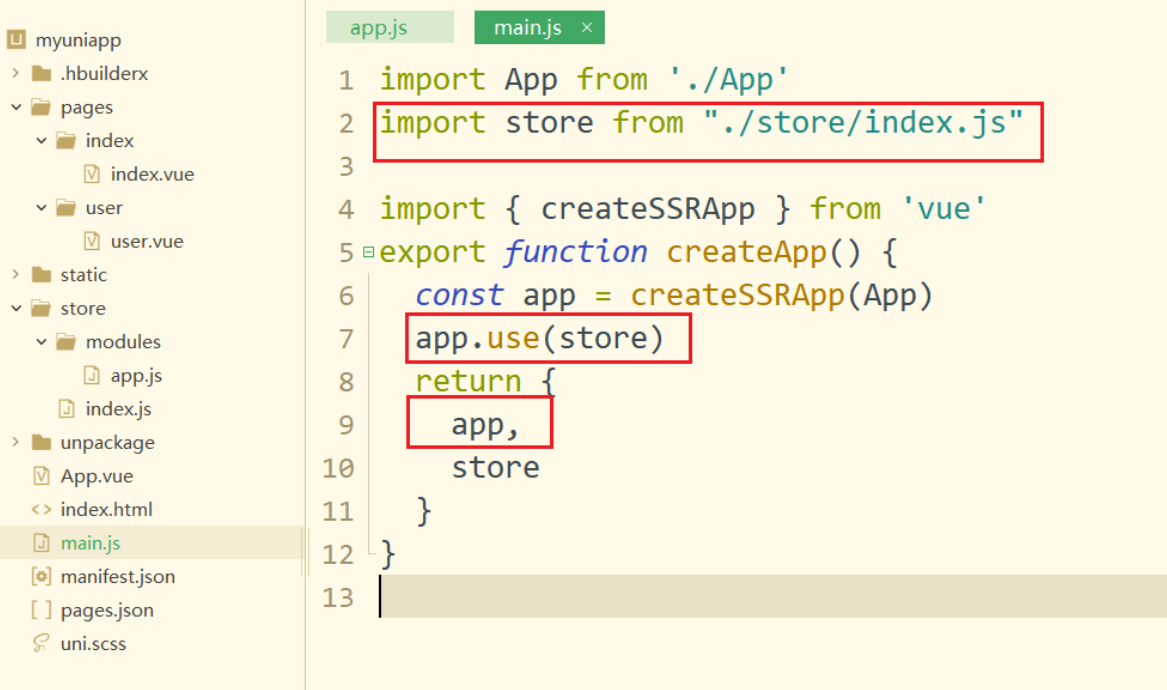 myuniapp
.hbuilderx
pages
index
index.vue
user
user.vue
static
store
modules
app.js
index.js
unpackage
App.vue
index.html
main.js
manifest.json
pages.json
uni.scss
app.js
main.js ×
1 import App from './App'
2 import store from "./store/index.js"
3
4 import { createSSRApp } from 'vue'
5 export function createApp() {
6 const app = createSSRApp(App)
7 app.use(store)
8 return {
9 app,
10 store
11 }
12 }
13